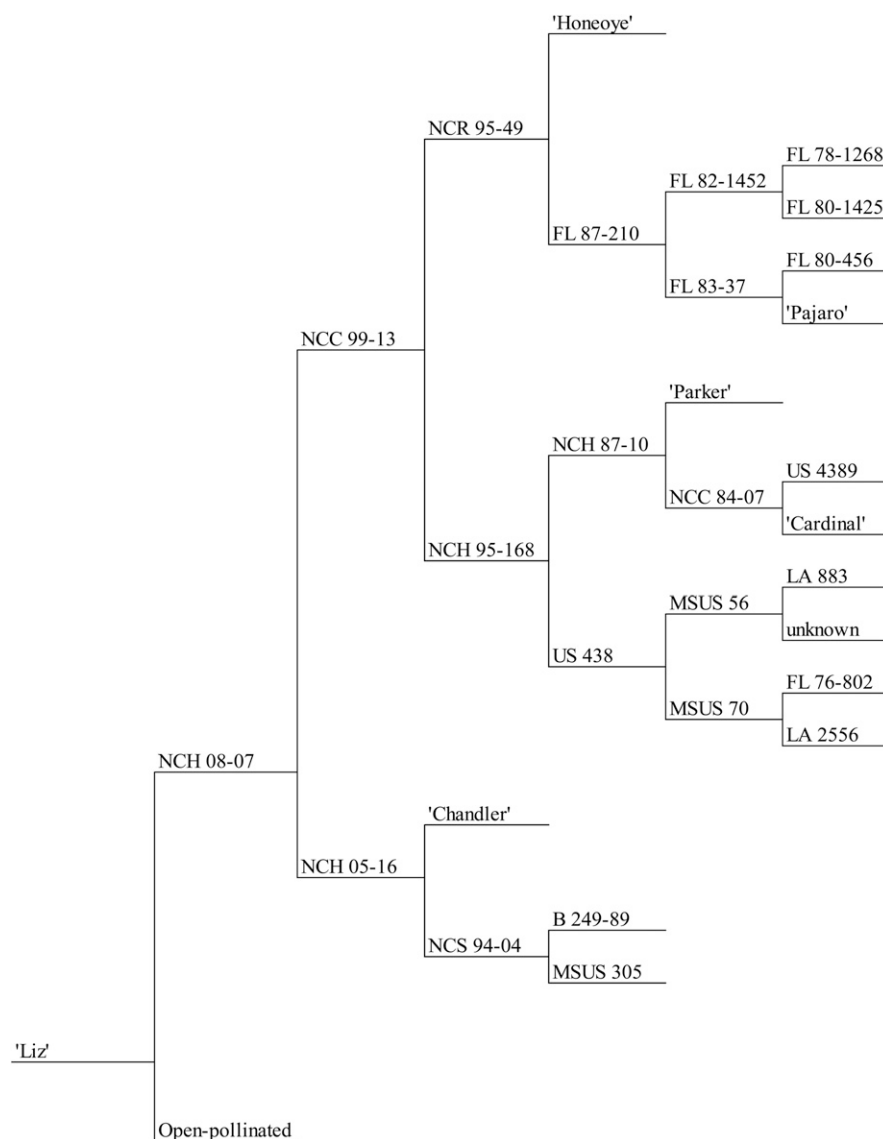 'Honeoye'
NCR 95-49
FL 78-1268
FL 82-1452
FL 80-1425
FL 87-210
FL 80-456
FL 83-37
'Pajaro'
NCC 99-13
'Parker'
NCH 87-10
US 4389
NCC 84-07
'Cardinal'
NCH 95-168
LA 883
MSUS 56
unknown
US 438
FL 76-802
MSUS 70
LA 2556
NCH 08-07
'Chandler'
NCH 05-16
B 249-89
NCS 94-04
MSUS 305
'Liz'
Open-pollinated